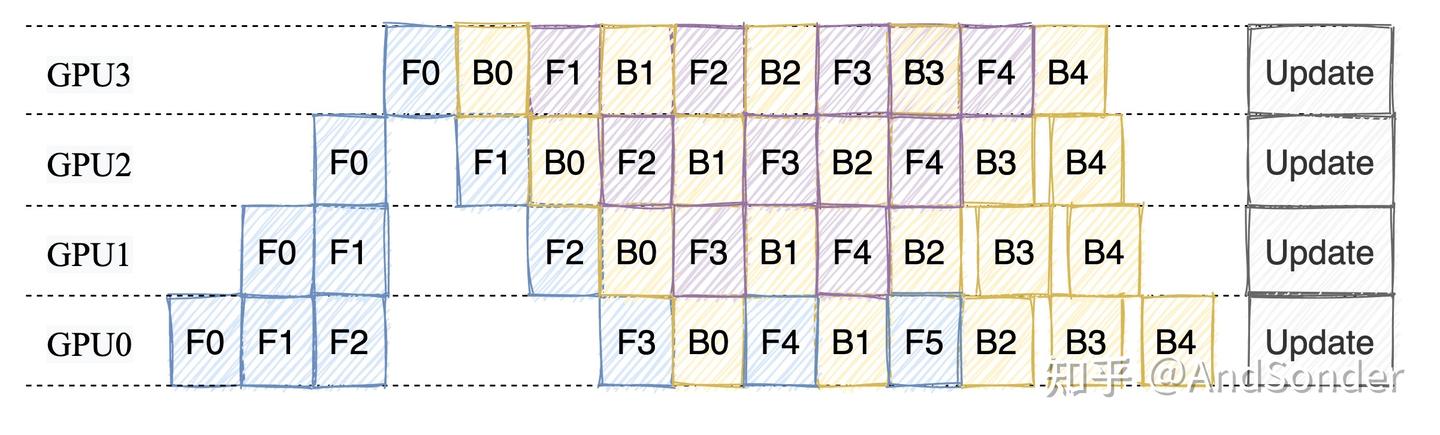 GPU3 F0 B0 F1 B1 F2 B2 F3 B3 F4 B4 Update
GPU2 F0 F1 B0 F2 B1 F3 B2 F4 B3 B4 Update
GPU1 F0 F1 F2 B0 F3 B1 F4 B2 B3 B4 Update
GPU0 F0 F1 F2 F3 B0 F4 B1 F5 B2 B3 B4 Update
知乎 @AndSonder